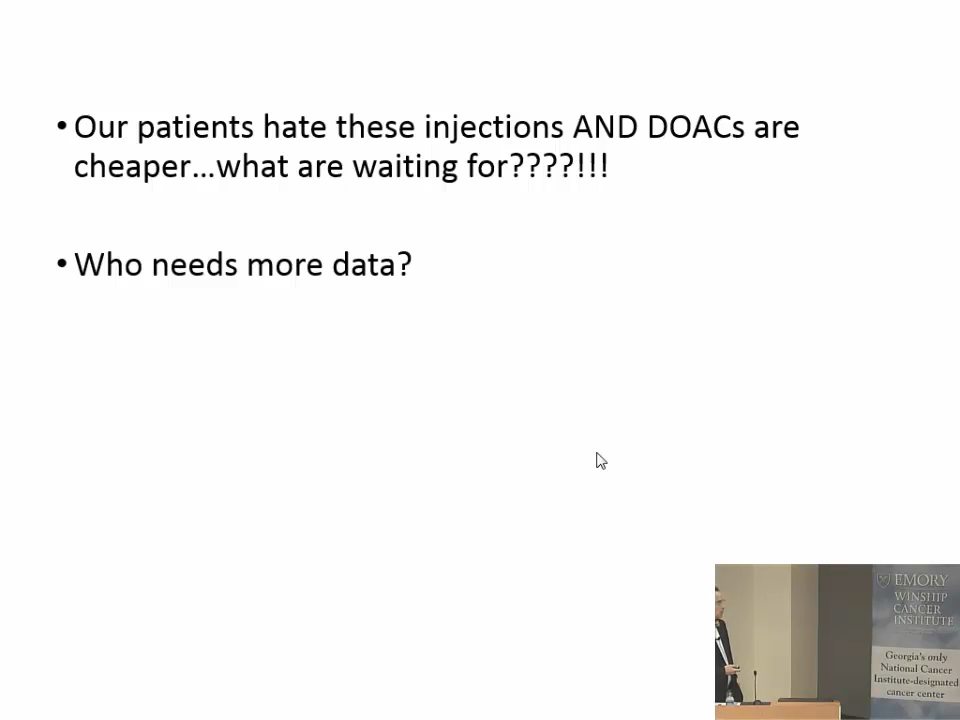 • Our patients hate these injections AND DOACs are
cheaper...what are waiting for????!!!
• Who needs more data?
EMORY
WINSHIP
CANCER
INSTITUTE
Georgia's only
National Cancer
Institute-designated
cancer center